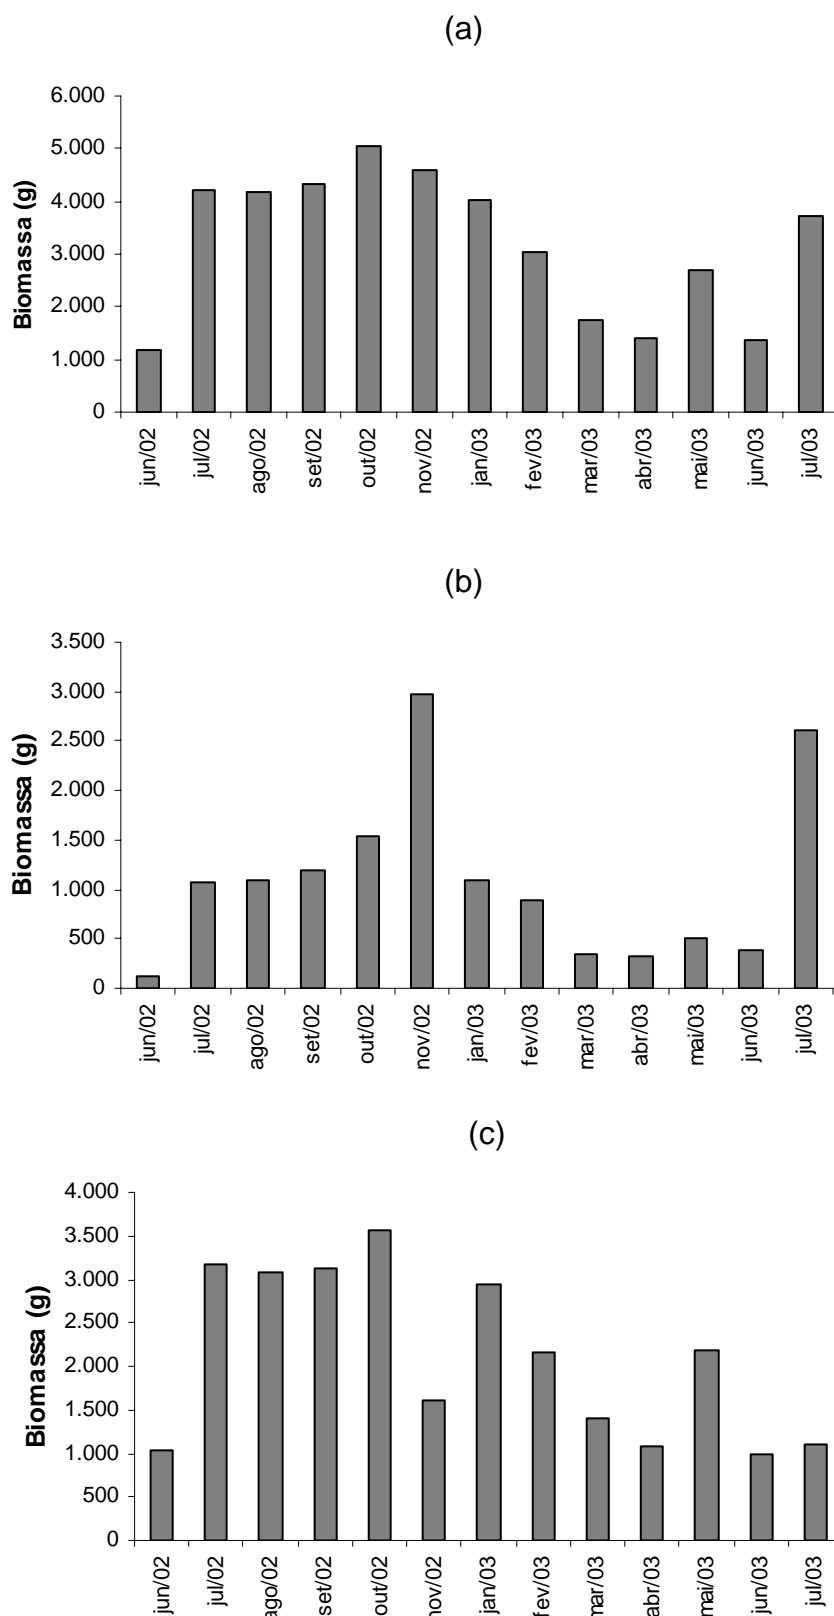 (a)
Biomassa (g)
6.000
5.000
4.000
3.000
2.000
1.000
0
jun/02
jul/02
ago/02
set/02
out/02
nov/02
jan/03
fev/03
mar/03
abr/03
mai/03
jun/03
jul/03
(b)
Biomassa (g)
3.500
3.000
2.500
2.000
1.500
1.000
500
0
jun/02
jul/02
ago/02
set/02
out/02
nov/02
jan/03
fev/03
mar/03
abr/03
mai/03
jun/03
jul/03
(c)
Biomassa (g)
4.000
3.500
3.000
2.500
2.000
1.500
1.000
500
0
jun/02
jul/02
ago/02
set/02
out/02
nov/02
jan/03
fev/03
mar/03
abr/03
mai/03
jun/03
jul/03